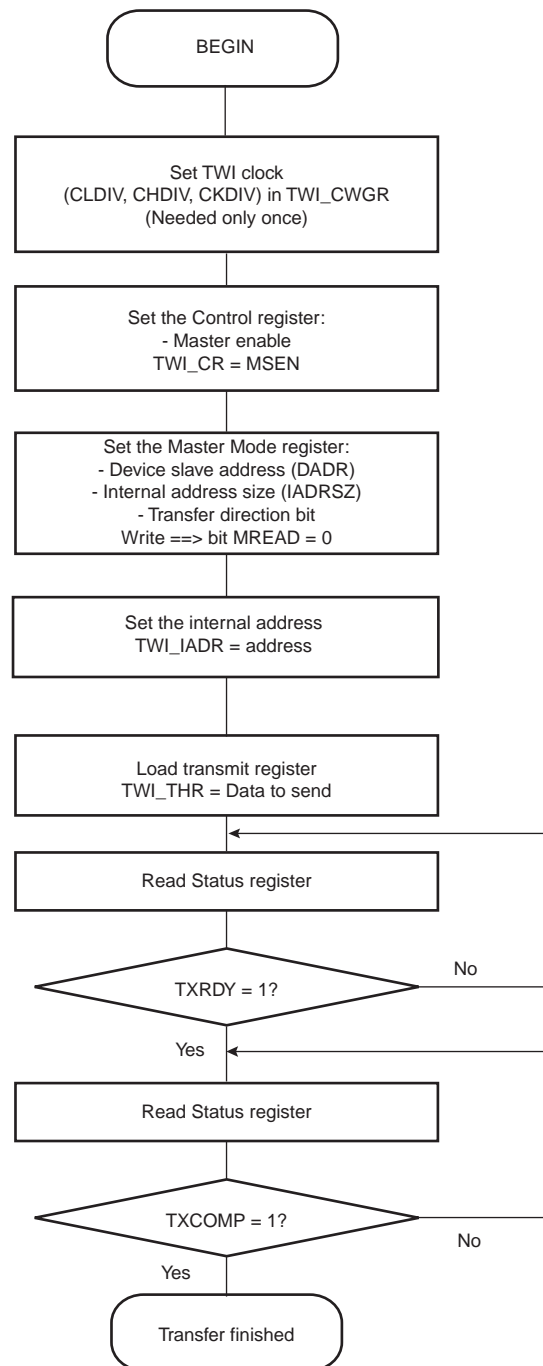 BEGIN
Set TWI clock
(CLDIV, CHDIV, CKDIV) in TWI_CWGR
(Needed only once)
Set the Control register:
- Master enable
TWI_CR = MSEN
Set the Master Mode register:
- Device slave address (DADR)
- Internal address size (IADRSZ)
- Transfer direction bit
Write ==> bit MREAD = 0
Set the internal address
TWI_IADR = address
Load transmit register
TWI_THR = Data to send
Read Status register
No
TXRDY = 1?
Yes
Read Status register
TXCOMP = 1?
No
Yes
Transfer finished